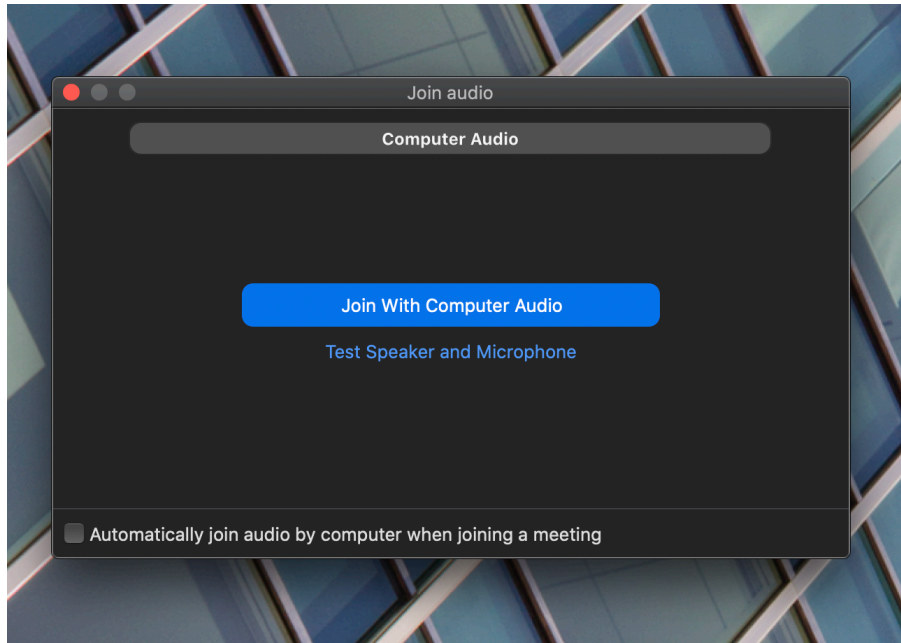 Join audio
Computer Audio
Join With Computer Audio
Test Speaker and Microphone
Automatically join audio by computer when joining a meeting